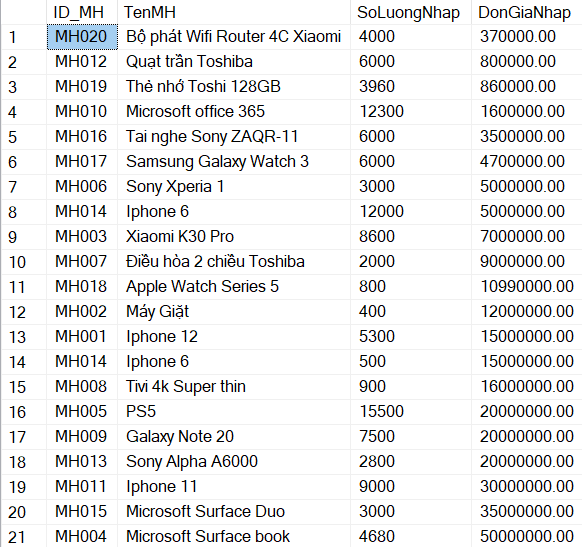 ID_MH TenMH SoLuongNhap DonGiaNhap
1 MH020 Bộ phát Wifi Router 4C Xiaomi 4000 370000.00
2 MH012 Quạt trần Toshiba 6000 800000.00
3 MH019 Thẻ nhớ Toshi 128GB 3960 860000.00
4 MH010 Microsoft office 365 12300 1600000.00
5 MH016 Tai nghe Sony ZAQR-11 6000 3500000.00
6 MH017 Samsung Galaxy Watch 3 6000 4700000.00
7 MH006 Sony Xperia 1 3000 5000000.00
8 MH014 Iphone 6 12000 5000000.00
9 MH003 Xiaomi K30 Pro 8600 7000000.00
10 MH007 Điều hòa 2 chiều Toshiba 2000 9000000.00
11 MH018 Apple Watch Series 5 800 10990000.00
12 MH002 Máy Giặt 400 12000000.00
13 MH001 Iphone 12 5300 15000000.00
14 MH014 Iphone 6 500 15000000.00
15 MH008 Tivi 4k Super thin 900 16000000.00
16 MH005 PS5 15500 20000000.00
17 MH009 Galaxy Note 20 7500 20000000.00
18 MH013 Sony Alpha A6000 2800 20000000.00
19 MH011 Iphone 11 9000 30000000.00
20 MH015 Microsoft Surface Duo 3000 35000000.00
21 MH004 Microsoft Surface book 4680 50000000.00